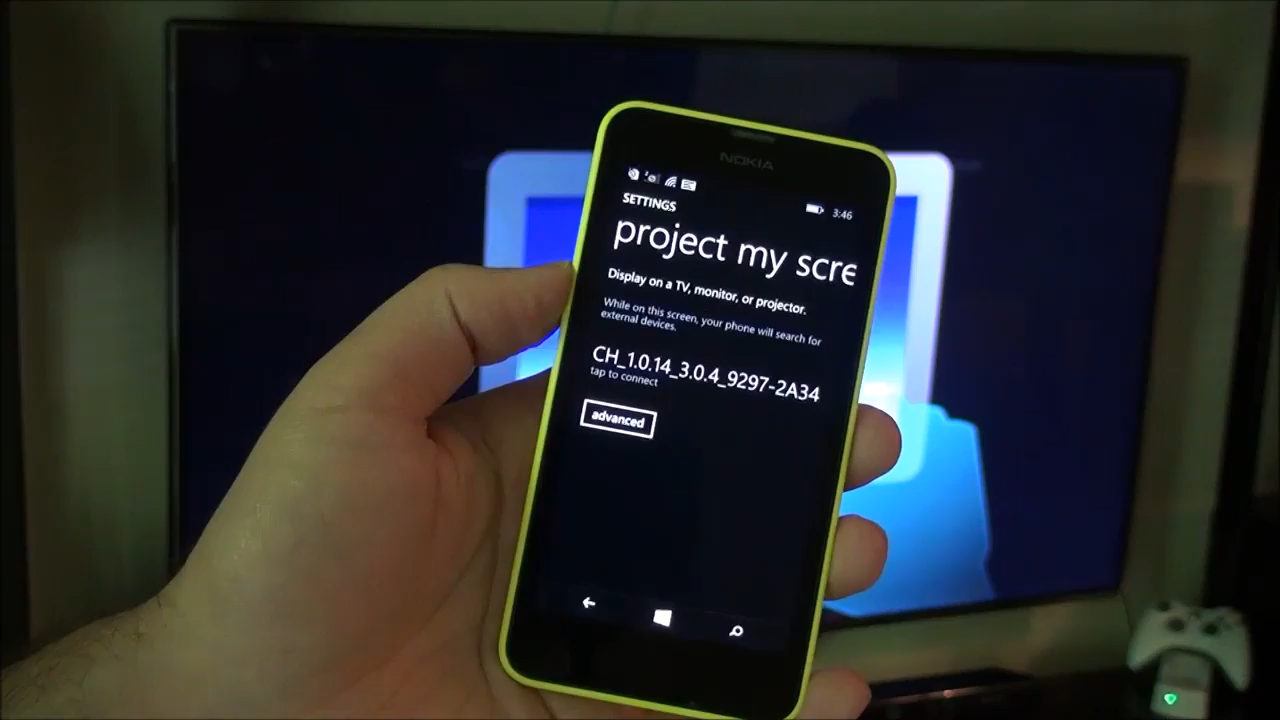 NOKIA
3:46
SETTINGS
project my scre
Display on a TV, monitor, or projector.
While on this screen, your phone will search for
external devices.
CH_1.0.14_3.0.4_9297-2A34
tap to connect
advanced